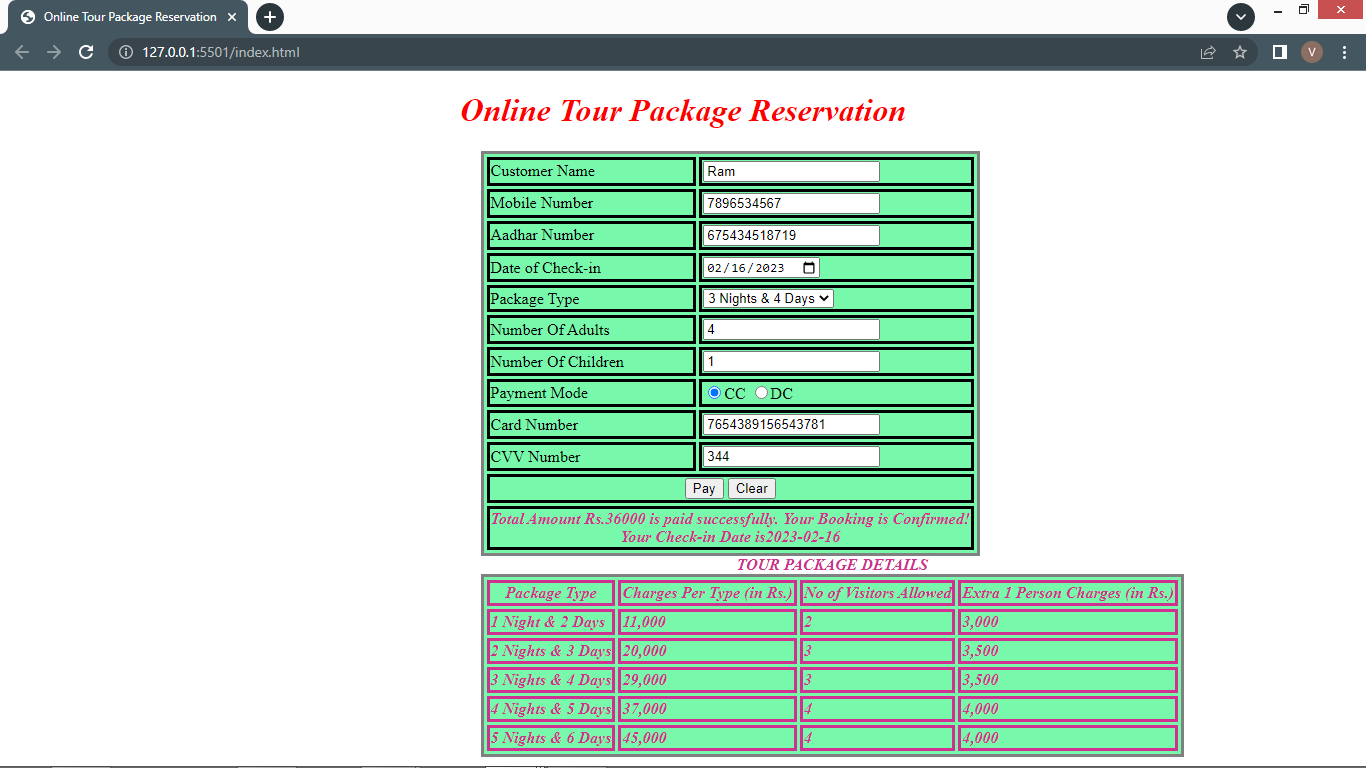 Online Tour Package Reservation
127.0.0.1:5501/index.html
V
Online Tour Package Reservation
Customer Name Ram
Mobile Number 7896534567
Aadhar Number 675434518719
Date of Check-in 02/16/2023
Package Type 3 Nights & 4 Days
Number Of Adults 4
Number Of Children 1
Payment Mode CC DC
Card Number 7654389156543781
CVV Number 344
Pay Clear
Total Amount Rs.36000 is paid successfully. Your Booking is Confirmed!
Your Check-in Date is2023-02-16
TOUR PACKAGE DETAILS
Package Type Charges Per Type (in Rs.) No of Visitors Allowed Extra 1 Person Charges (in Rs.)
1 Night & 2 Days 11,000 2 3,000
2 Nights & 3 Days 20,000 3 3,500
3 Nights & 4 Days 29,000 3 3,500
4 Nights & 5 Days 37,000 4 4,000
5 Nights & 6 Days 45,000 4 4,000